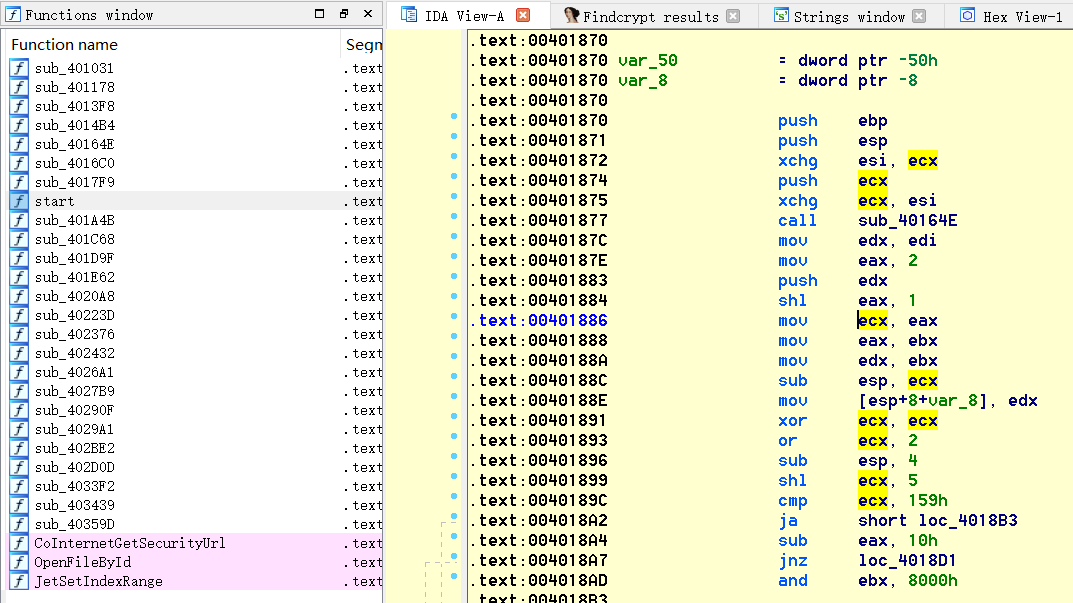 Functions window
Function name Segm
sub_401031 .text
sub_401178 .text
sub_4013F8 .text
sub_4014B4 .text
sub_40164E .text
sub_4016C0 .text
sub_4017F9 .text
start .text
sub_401A4B .text
sub_401C68 .text
sub_401D9F .text
sub_401E62 .text
sub_4020A8 .text
sub_40223D .text
sub_402376 .text
sub_402432 .text
sub_4026A1 .text
sub_4027B9 .text
sub_40290F .text
sub_4029A1 .text
sub_402BE2 .text
sub_402D0D .text
sub_4033F2 .text
sub_403439 .text
sub_40359D .text
CoInternetGetSecurityUrl .text
OpenFileById .text
JetSetIndexRange .text
IDA View-A Findcrypt results Strings window Hex View-1
.text:00401870
.text:00401870 var_50 = dword ptr -50h
.text:00401870 var_8 = dword ptr -8
.text:00401870
.text:00401870 push ebp
.text:00401871 push esp
.text:00401872 xchg esi, ecx
.text:00401874 push ecx
.text:00401875 xchg ecx, esi
.text:00401877 call sub_40164E
.text:0040187C mov edx, edi
.text:0040187E mov eax, 2
.text:00401883 push edx
.text:00401884 shl eax, 1
.text:00401886 mov ecx, eax
.text:00401888 mov eax, ebx
.text:0040188A mov edx, ebx
.text:0040188C sub esp, ecx
.text:0040188E mov [esp+8+var_8], edx
.text:00401891 xor ecx, ecx
.text:00401893 or ecx, 2
.text:00401896 sub esp, 4
.text:00401899 shl ecx, 5
.text:0040189C cmp ecx, 159h
.text:004018A2 ja short loc_4018B3
.text:004018A4 sub eax, 10h
.text:004018A7 jnz loc_4018D1
.text:004018AD and ebx, 8000h
.text:004018B3